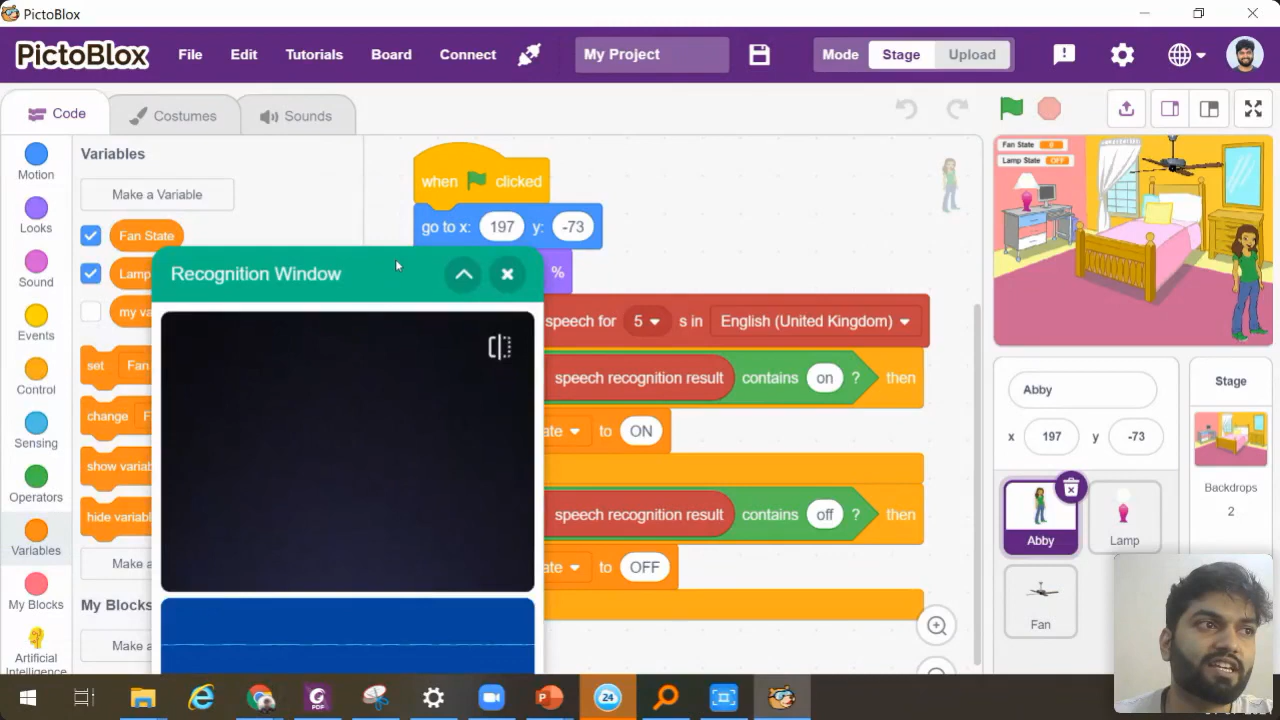 PictoBlox
PictoBlox File Edit Tutorials Board Connect My Project Mode Stage Upload
Code Costumes Sounds
Motion
Looks
Sound
Events
Control
Sensing
Operators
Variables
My Blocks
Artificial
Intelligence
Variables
Make a Variable
Fan State
Lamp
my va
set Fan
change F
show variab
hide variabl
Make a
My Blocks
Make a
when clicked
go to x: 197 y: -73
%
Recognition Window
speech for 5 s in English (United Kingdom)
speech recognition result contains on ? then
ate to ON
speech recognition result contains off ? then
ate to OFF
Fan State 0
Lamp State OFF
Abby
x 197 y -73
Abby
Lamp
Fan
Stage
Backdrops
2
PDF
24